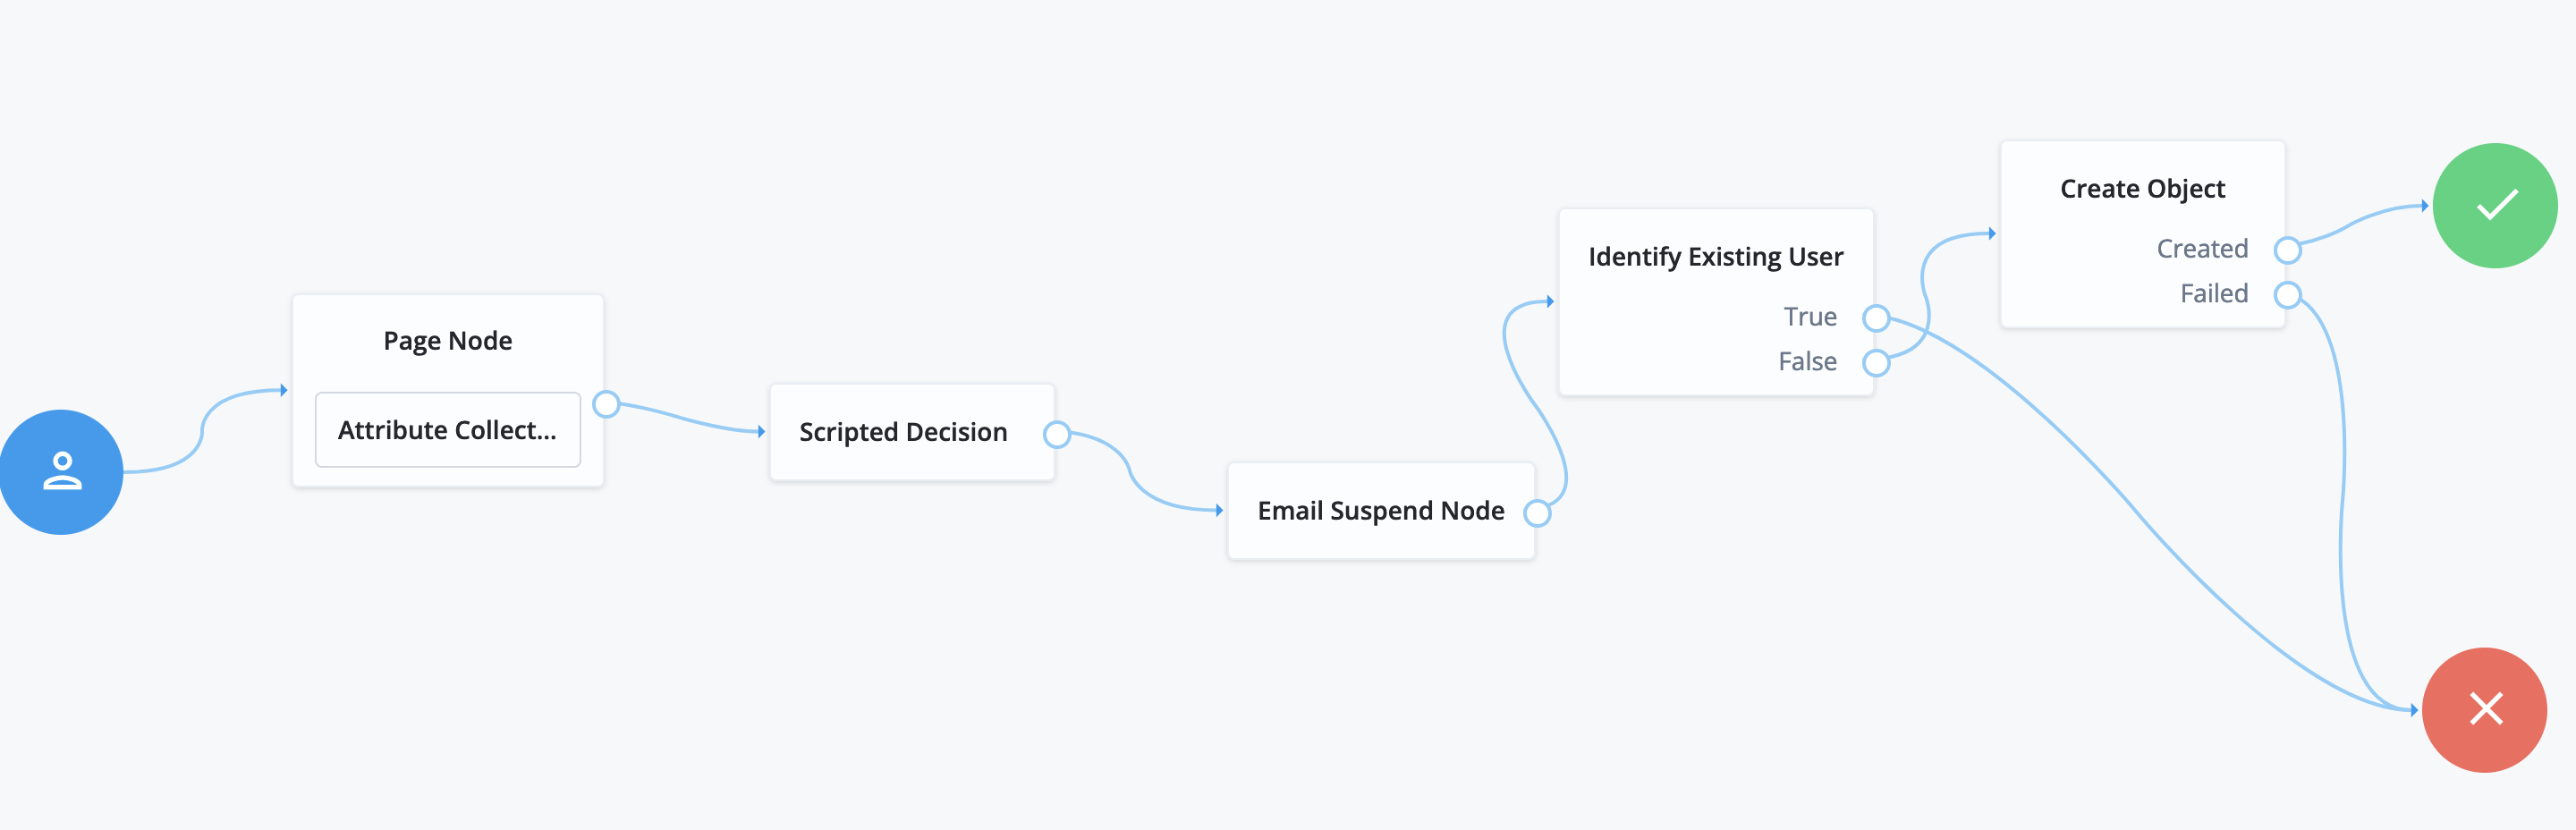 Page Node
Attribute Collect...
Scripted Decision
Email Suspend Node
Identify Existing User
True
False
Create Object
Created
Failed